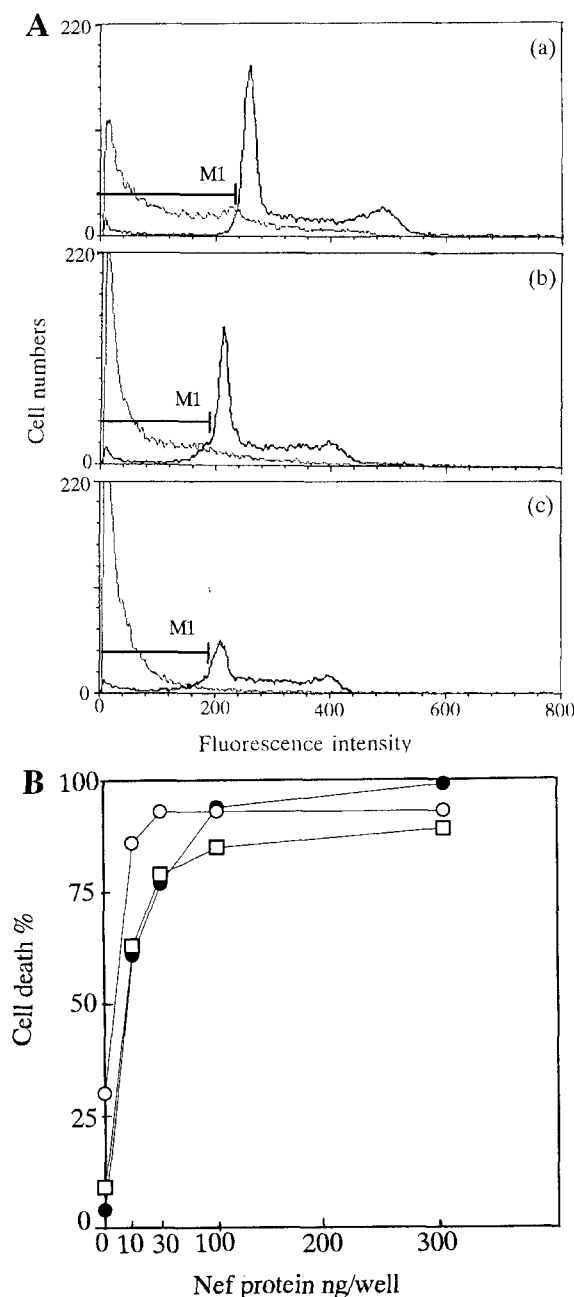 A
220
(a)
M1
0
220
(b)
M1
0
220
(c)
M1
0
0
200
400
600
800
Cell numbers
Fluorescence intensity
B
100
75
50
25
0
Cell death %
0
10
30
100
200
300
Nef protein ng/well